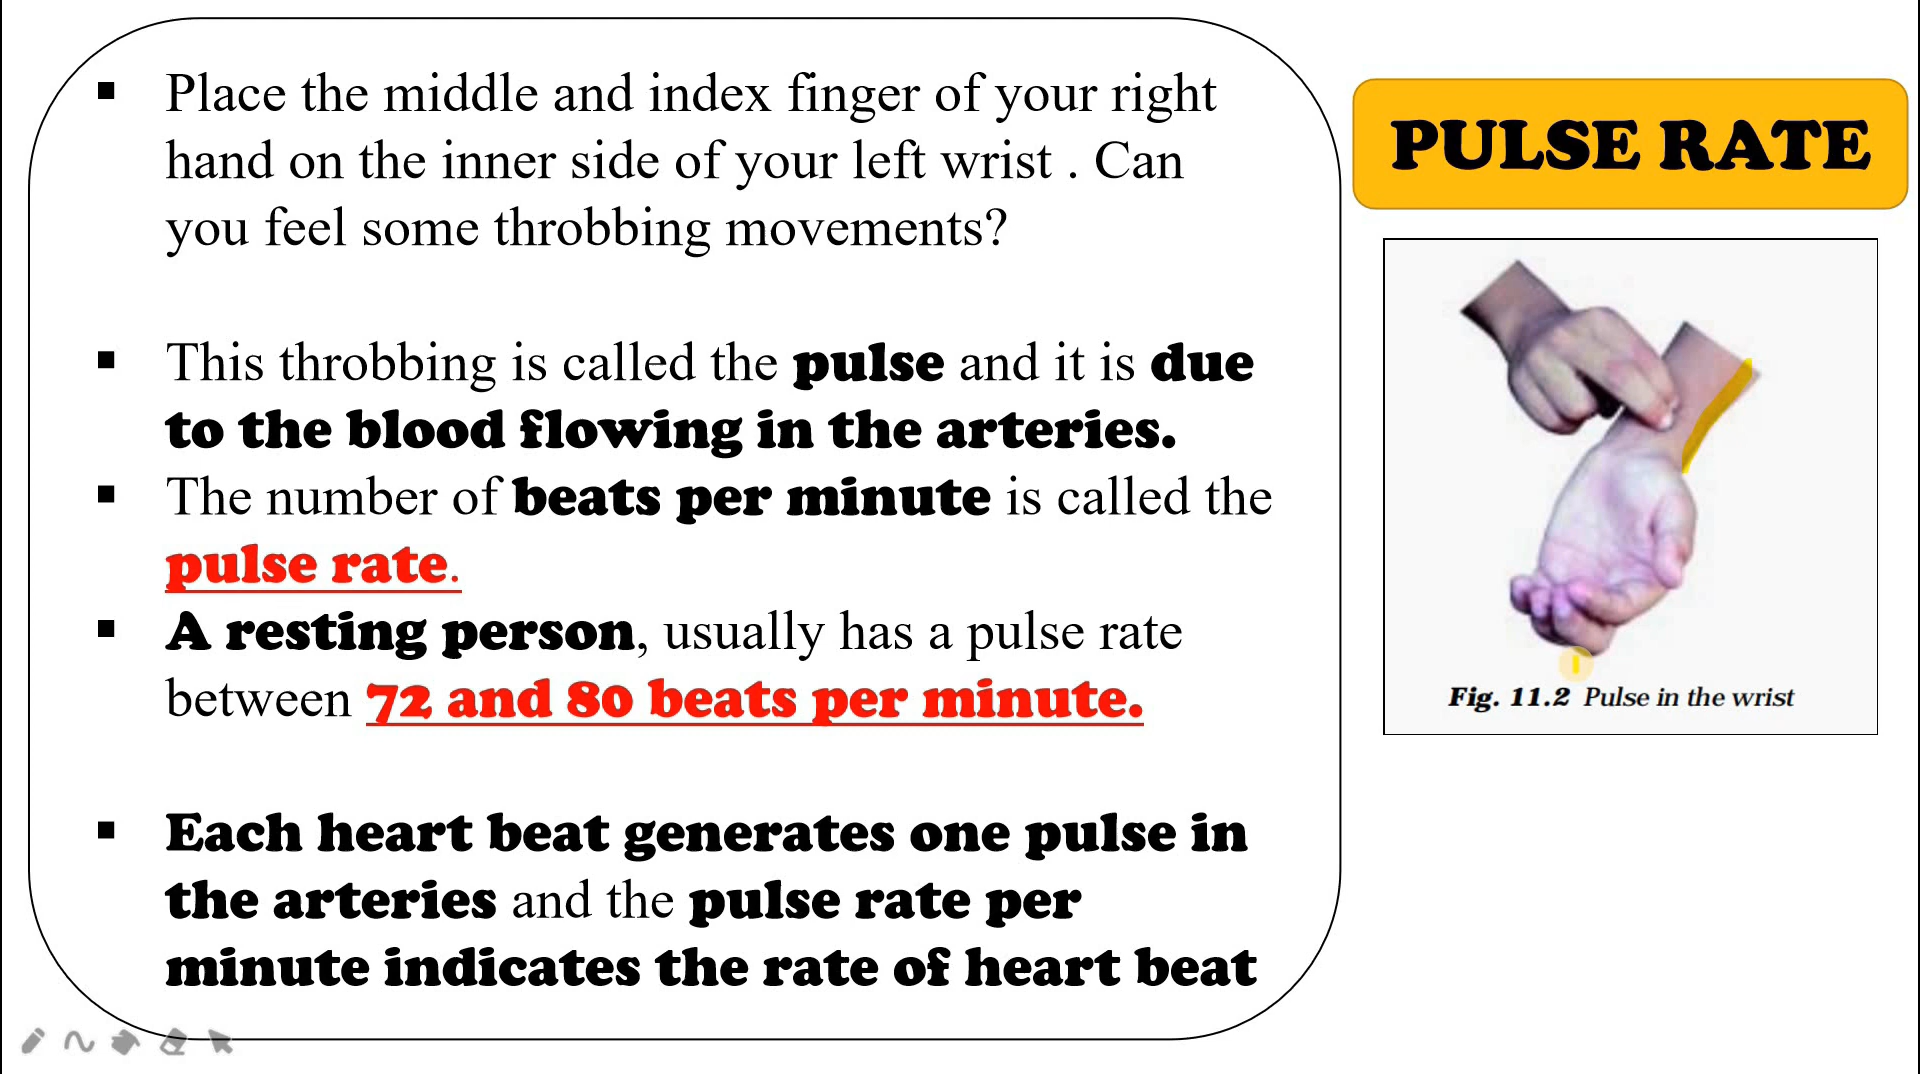 Place the middle and index finger of your right
hand on the inner side of your left wrist . Can
you feel some throbbing movements?
This throbbing is called the pulse and it is due
to the blood flowing in the arteries.
The number of beats per minute is called the
pulse rate.
A resting person, usually has a pulse rate
between 72 and 80 beats per minute.
Each heart beat generates one pulse in
the arteries and the pulse rate per
minute indicates the rate of heart beat
PULSE RATE
Fig. 11.2 Pulse in the wrist